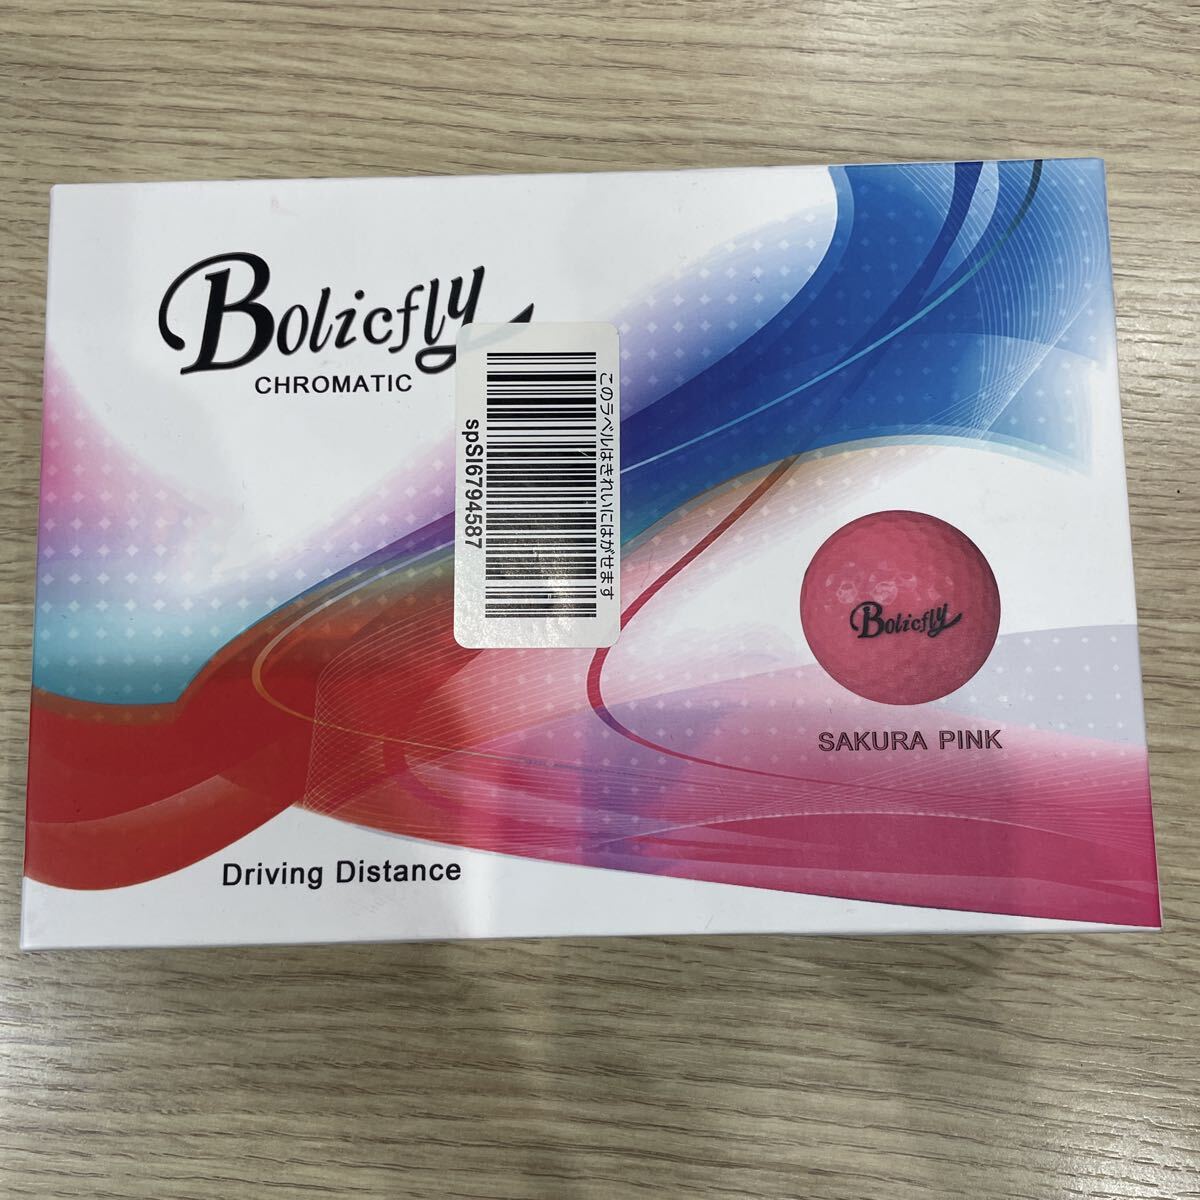 Bolicfly
CHROMATIC
このラベルはきれいにはがせます
spSI6794587
Bolicfly
SAKURA PINK
Driving Distance